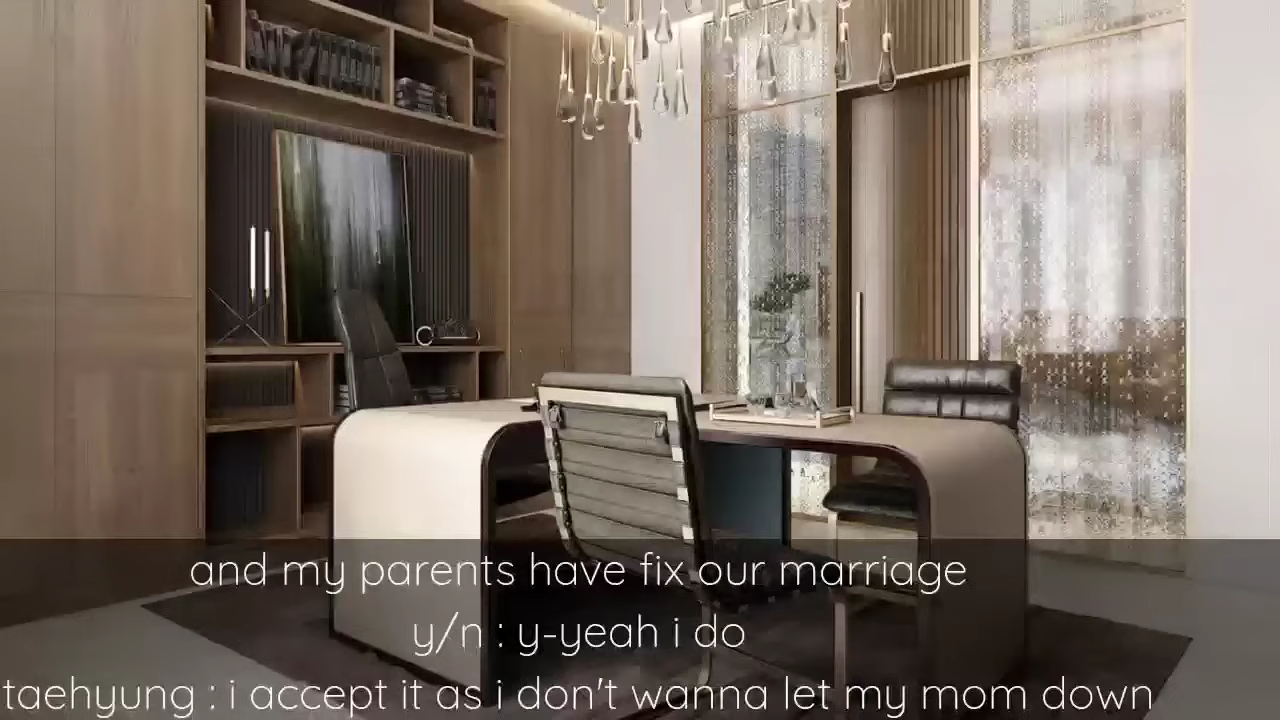 and my parents have fix our marriage
y/n : y-yeah i do
taehyung : i accept it as i don't wanna let my mom down